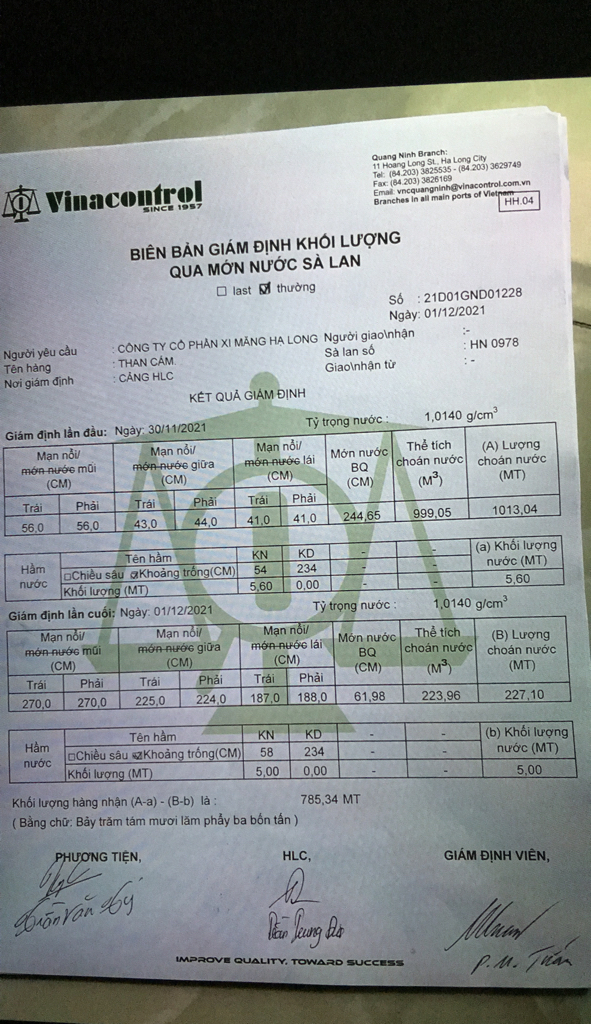 Vinacontrol
SINCE 1957
Quang Ninh Branch:
11 Hoang Long St., Ha Long City
Tel: (84.203) 3825535 - (84.203) 3829749
Fax: (84.203) 3826169
Email: vncquangninh@vinacontrol.com.vn
Branches in all main ports of Vietnam
HH.04
BIÊN BẢN GIÁM ĐỊNH KHỐI LƯỢNG
QUA MỚN NƯỚC SÀ LAN
last thường
Số : 21D01GND01228
Ngày: 01/12/2021
Người yêu cầu : CÔNG TY CỔ PHẦN XI MĂNG HẠ LONG Người giao\nhận :-
Tên hàng : THAN CÁM. Sà lan số : HN 0978
Nơi giám định : CẢNG HLC Giao\nhận từ : -
KẾT QUẢ GIÁM ĐỊNH
Giám định lần đầu: Ngày: 30/11/2021 Tỷ trọng nước : 1,0140 g/cm³
Mạn nổi/ mớn nước mũi (CM) Mạn nổi/ mớn nước giữa (CM) Mạn nổi/ mớn nước lái (CM) Mớn nước BQ (CM) Thể tích choán nước (M³) (A) Lượng choán nước (MT)
Trái Phải Trái Phải Trái Phải
56,0 56,0 43,0 44,0 41,0 41,0 244,65 999,05 1013,04
Hầm nước Tên hầm KN KD - - (a) Khối lượng nước (MT)
Chiều sâu Khoảng trống(CM) 54 234 - -
Khối lượng (MT) 5,60 0,00 - - 5,60
Giám định lần cuối: Ngày: 01/12/2021 Tỷ trọng nước : 1,0140 g/cm³
Mạn nổi/ mớn nước mũi (CM) Mạn nổi/ mớn nước giữa (CM) Mạn nổi/ mớn nước lái (CM) Mớn nước BQ (CM) Thể tích choán nước (M³) (B) Lượng choán nước (MT)
Trái Phải Trái Phải Trái Phải
270,0 270,0 225,0 224,0 187,0 188,0 61,98 223,96 227,10
Hầm nước Tên hầm KN KD - - (b) Khối lượng nước (MT)
Chiều sâu Khoảng trống(CM) 58 234 - -
Khối lượng (MT) 5,00 0,00 - - 5,00
Khối lượng hàng nhận (A-a) - (B-b) là : 785,34 MT
( Bằng chữ: Bảy trăm tám mươi lăm phẩy ba bốn tấn )
PHƯƠNG TIỆN, HLC, GIÁM ĐỊNH VIÊN,
P. M. Tuấn
IMPROVE QUALITY, TOWARD SUCCESS